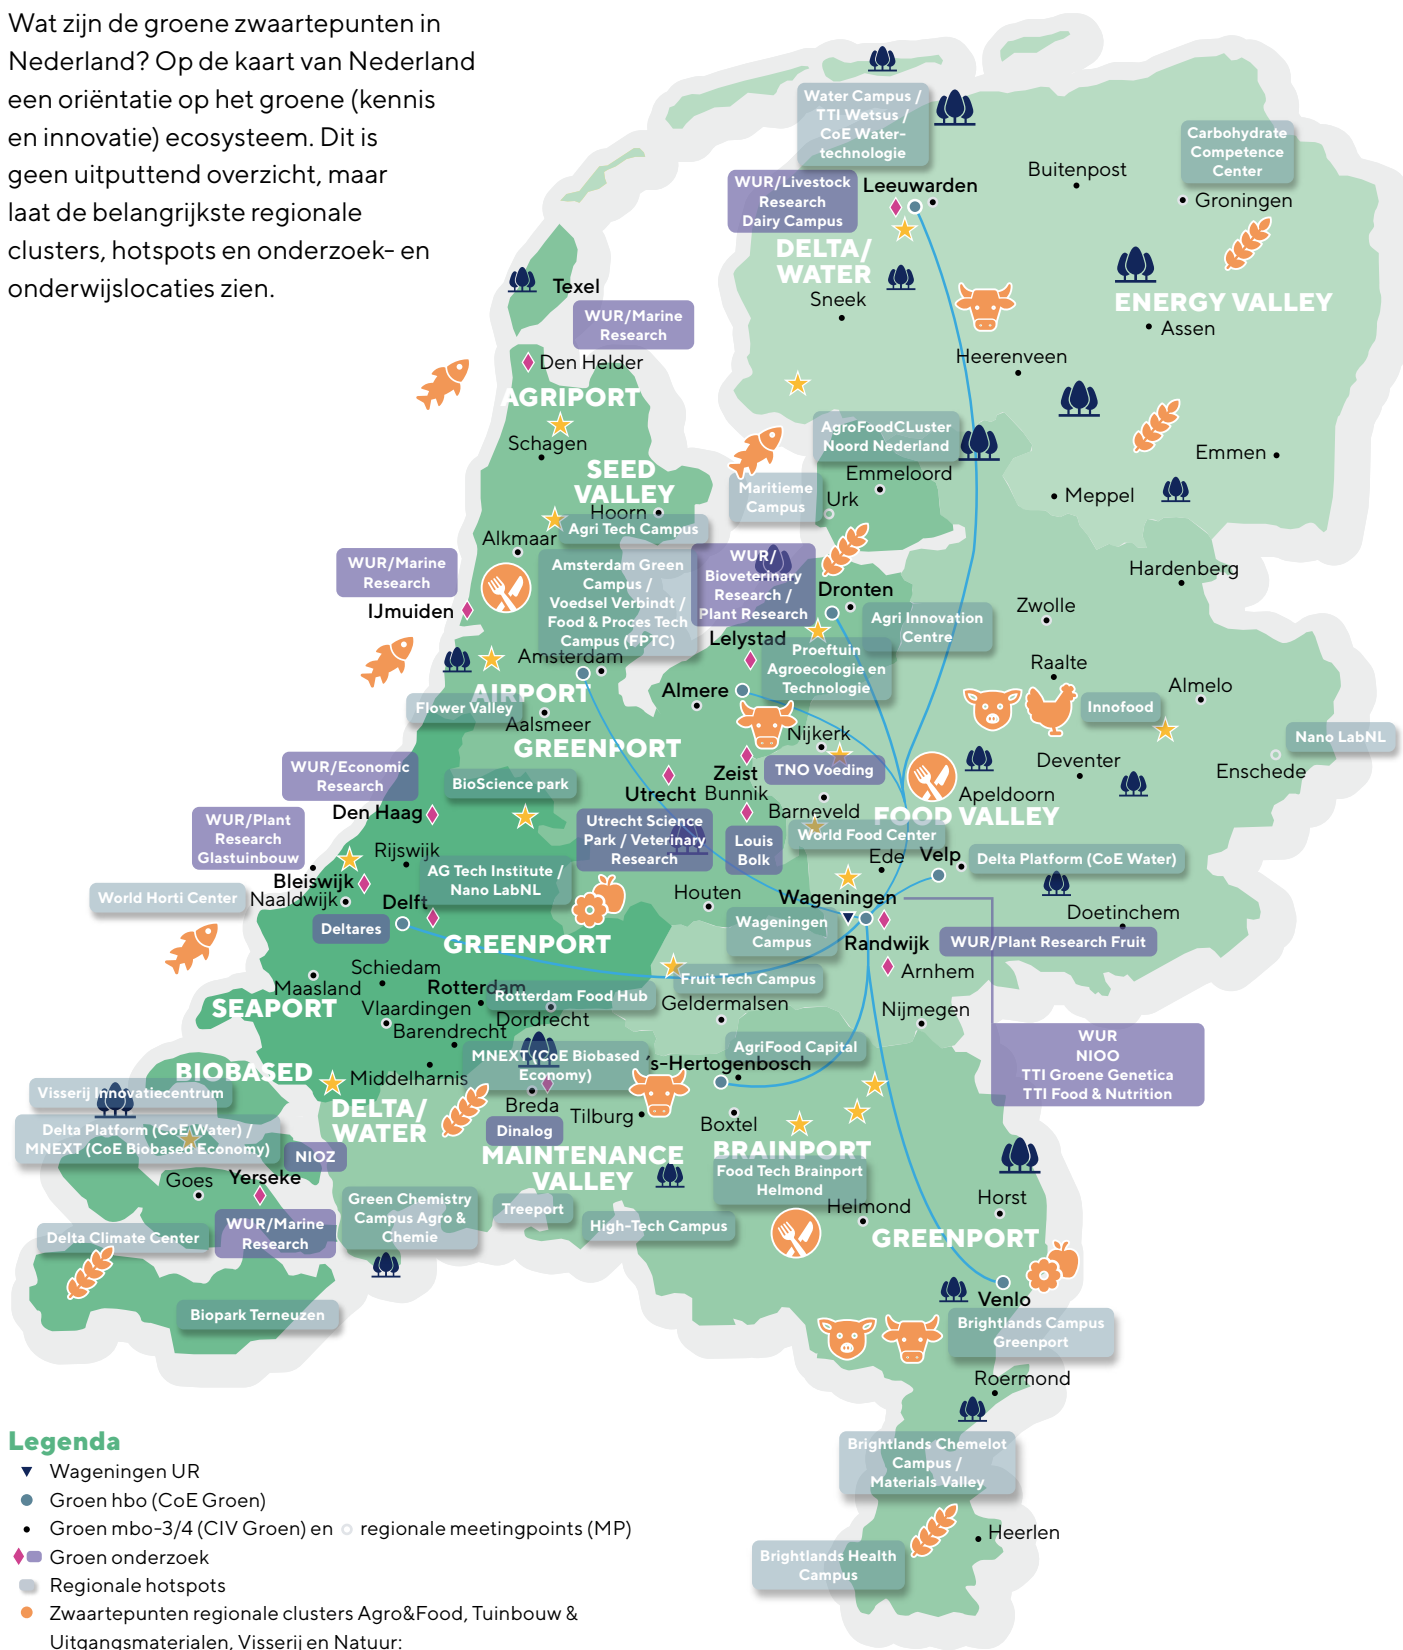 Wat zijn de groene zwaartepunten in
Nederland? Op de kaart van Nederland
een oriëntatie op het groene (kennis
en innovatie) ecosysteem. Dit is
geen uitputtend overzicht, maar
laat de belangrijkste regionale
clusters, hotspots en onderzoek- en
onderwijslocaties zien.
Water Campus /
TTI Wetsus /
CoE Water-
technologie
Carbohydrate
Competence
Center
Buitenpost
WUR/Livestock
Research
Dairy Campus
Leeuwarden
Groningen
DELTA/
WATER
Sneek
ENERGY VALLEY
Assen
Texel
WUR/Marine
Research
Den Helder
Heerenveen
AGRIPORT
Schagen
AgroFoodCLuster
Noord Nederland
Emmen
SEED
VALLEY
Emmeloord
Maritieme
Campus
Urk
Meppel
Hoorn
Agri Tech Campus
Alkmaar
WUR/Marine
Research
IJmuiden
Amsterdam Green
Campus /
Voedsel Verbindt /
Food & Proces Tech
Campus (FPTC)
WUR/
Bioveterinary
Research /
Plant Research
Dronten
Hardenberg
Zwolle
Agri Innovation
Centre
Lelystad
Amsterdam
Proeftuin
Agroecologie en
Technologie
Raalte
Almere
Almelo
AIRPORT
Flower Valley
Aalsmeer
Innofood
Nijkerk
Nano LabNL
GREENPORT
Zeist
TNO Voeding
Deventer
Enschede
WUR/Economic
Research
BioScience park
Utrecht
Bunnik
Apeldoorn
Den Haag
Barneveld
FOOD VALLEY
WUR/Plant
Research
Glastuinbouw
Utrecht Science
Park / Veterinary
Research
Louis
Bolk
World Food Center
Rijswijk
Ede
Velp
Delta Platform (CoE Water)
Bleiswijk
AG Tech Institute /
Nano LabNL
World Horti Center
Naaldwijk
Delft
Houten
Wageningen
Doetinchem
Deltares
Wageningen
Campus
GREENPORT
Randwijk
WUR/Plant Research Fruit
Schiedam
Arnhem
Maasland
Rotterdam
Fruit Tech Campus
SEAPORT
Rotterdam Food Hub
Vlaardingen
Geldermalsen
Nijmegen
Dordrecht
Barendrecht
WUR
NIOO
TTI Groene Genetica
TTI Food & Nutrition
MNEXT (CoE Biobased
Economy)
AgriFood Capital
's-Hertogenbosch
BIOBASED
Middelharnis
Visserij Innovatiecentrum
DELTA/
WATER
Breda
Tilburg
Boxtel
Delta Platform (CoE Water) /
MNEXT (CoE Biobased Economy)
Dinalog
NIOZ
MAINTENANCE
VALLEY
BRAINPORT
Food Tech Brainport
Helmond
Goes
Yerseke
Green Chemistry
Campus Agro &
Chemie
Treeport
Helmond
Horst
WUR/Marine
Research
High-Tech Campus
Delta Climate Center
GREENPORT
Venlo
Biopark Terneuzen
Brightlands Campus
Greenport
Roermond
Brightlands Chemelot
Campus /
Materials Valley
Heerlen
Brightlands Health
Campus
Legenda
Wageningen UR
Groen hbo (CoE Groen)
Groen mbo-3/4 (CIV Groen) en regionale meetingpoints (MP)
Groen onderzoek
Regionale hotspots
Zwaartepunten regionale clusters Agro&Food, Tuinbouw &
Uitgangsmaterialen, Visserij en Natuur: